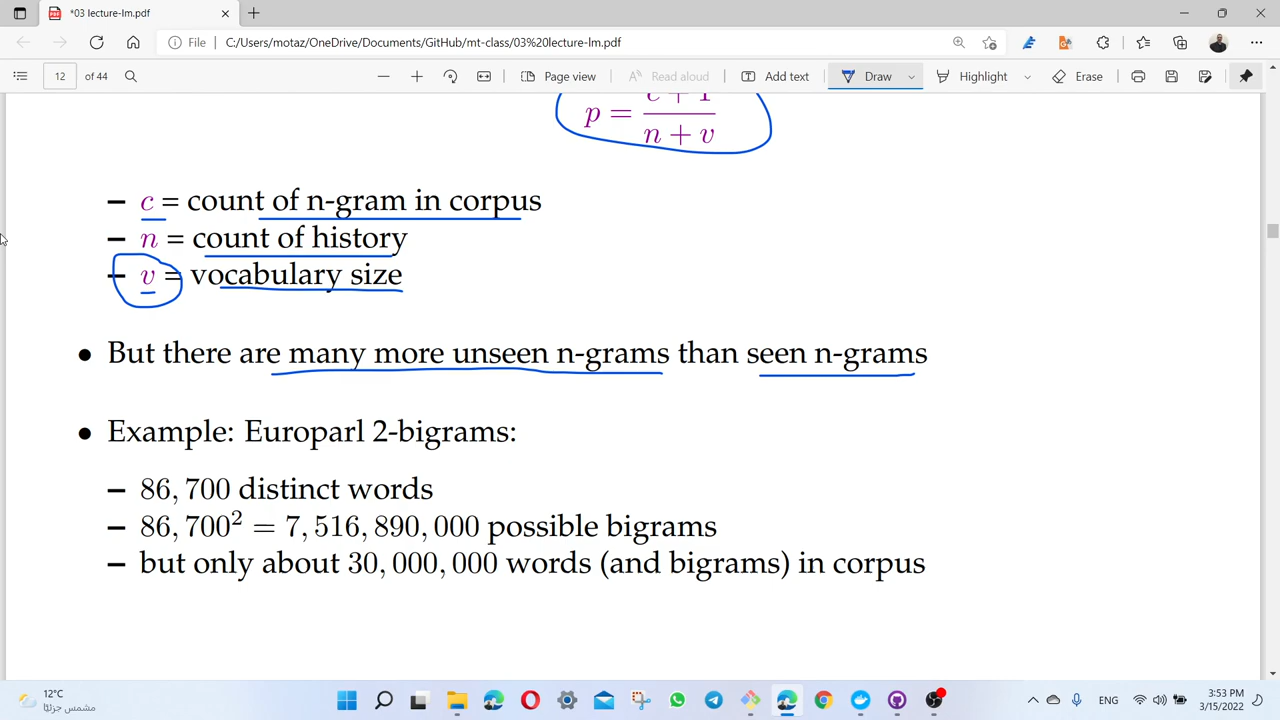 *03 lecture-lm.pdf
File C:/Users/motaz/OneDrive/Documents/GitHub/mt-class/03%20lecture-lm.pdf
12 of 44 Page view Read aloud Add text Draw Highlight Erase
p = c + 1 / n + v
– c = count of n-gram in corpus
– n = count of history
– v = vocabulary size
• But there are many more unseen n-grams than seen n-grams
• Example: Europarl 2-bigrams:
– 86, 700 distinct words
– 86, 700² = 7, 516, 890, 000 possible bigrams
– but only about 30, 000, 000 words (and bigrams) in corpus
12°C
مشمس جزئيًا
ENG
3:53 PM
3/15/2022